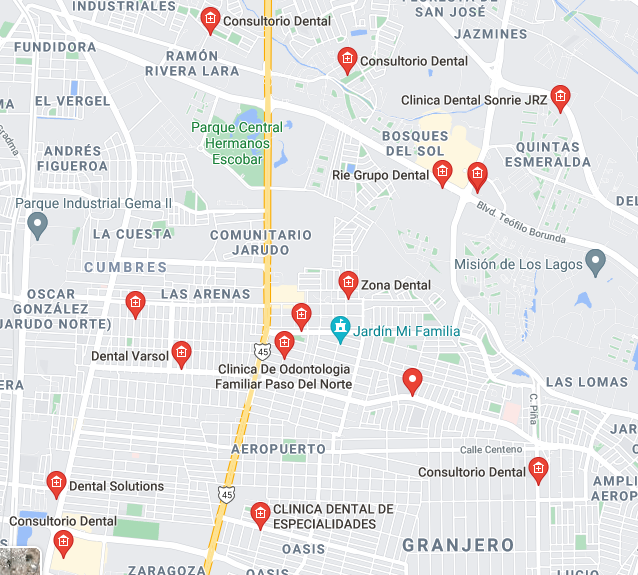 INDUSTRIALES
FLORESTA DE
SAN JOSÉ
Consultorio Dental
JAZMINES
FUNDIDORA
RAMÓN
RIVERA LARA
Consultorio Dental
EL VERGEL
Clinica Dental Sonrie JRZ
Parque Central
Hermanos
Escobar
BOSQUES
DEL SOL
QUINTAS
ESMERALDA
ANDRÉS
FIGUEROA
Rie Grupo Dental
Parque Industrial Gema II
Blvd. Teófilo Borunda
LA CUESTA
COMUNITARIO
JARUDO
CUMBRES
Misión de Los Lagos
OSCAR
GONZÁLEZ
(JARUDO NORTE)
LAS ARENAS
Zona Dental
Jardín Mi Familia
45
Dental Varsol
Clinica De Odontologia
Familiar Paso Del Norte
LAS LOMAS
C. Piña
AEROPUERTO
Calle Centeno
Consultorio Dental
Dental Solutions
45
CLINICA DENTAL DE
ESPECIALIDADES
Consultorio Dental
OASIS
GRANJERO
ZARAGOZA
OASIS
LUCIO